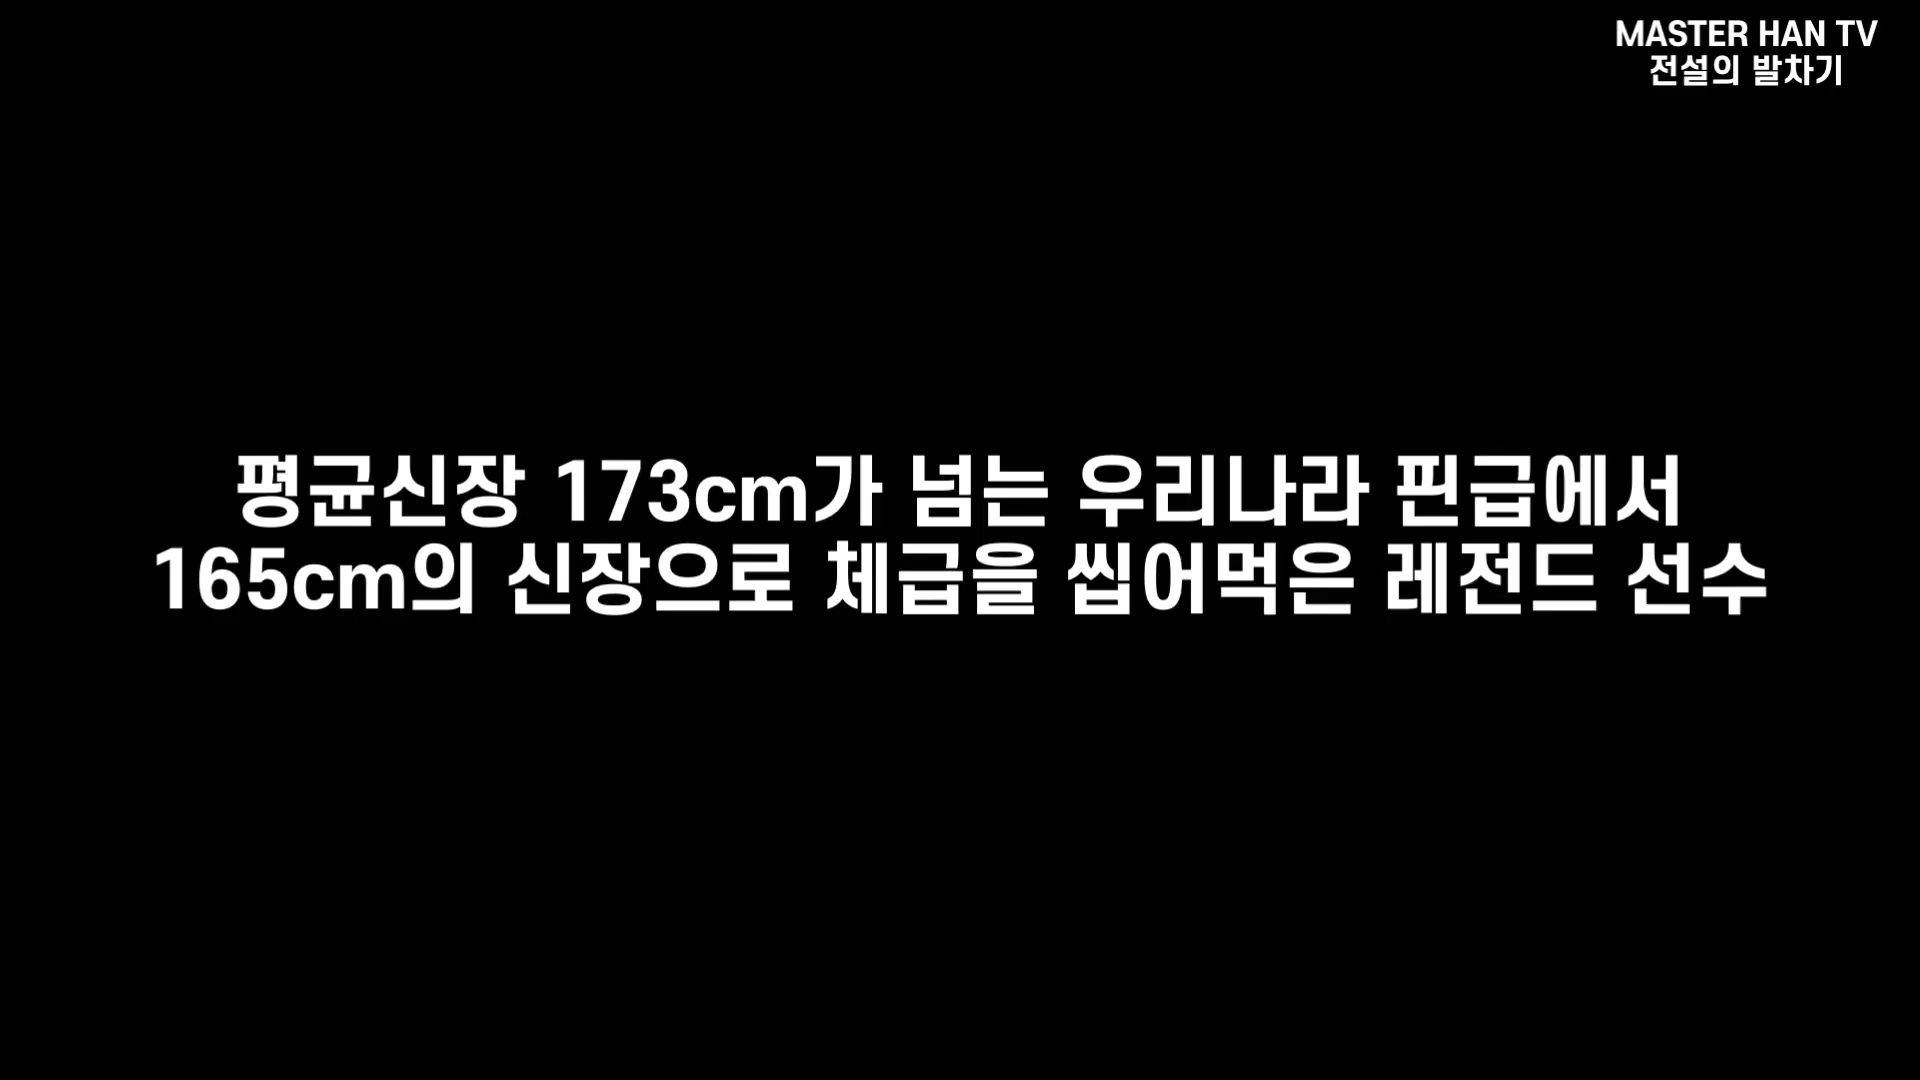 MASTER HAN TV
전설의 발차기
평균신장 173cm가 넘는 우리나라 핀급에서
165cm의 신장으로 체급을 씹어먹은 레전드 선수